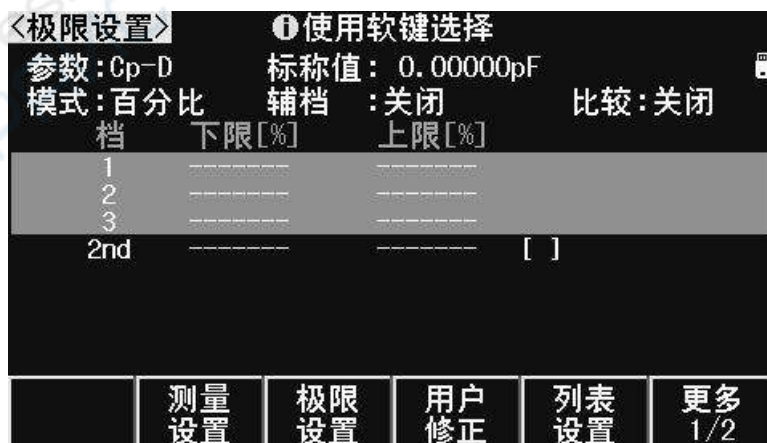 <极限设置> ❶使用软键选择
参数:Cp-D 标称值: 0.00000pF
模式:百分比 辅档 :关闭 比较:关闭
档 下限[%] 上限[%]
1 ------- -------
2 ------- -------
3 ------- -------
2nd ------- ------- [ ]
测量设置 极限设置 用户修正 列表设置 更多1/2